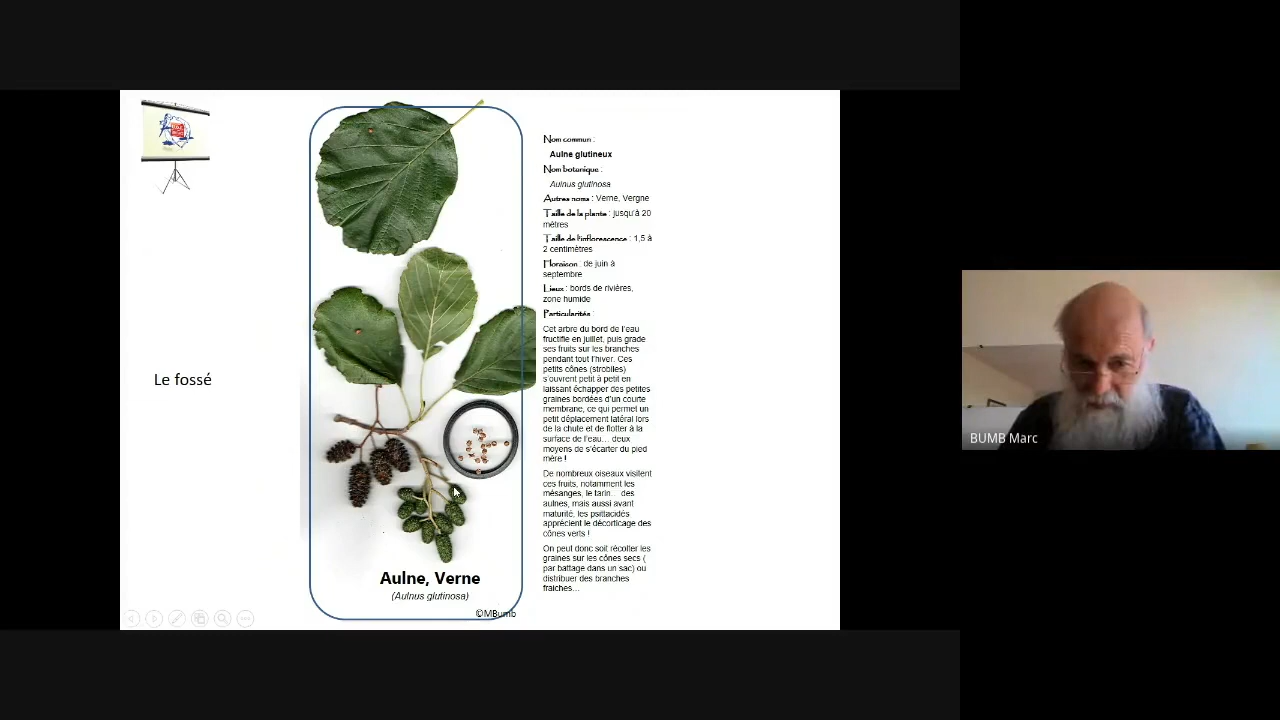 Le fossé
Aulne, Verne
(Aulnus glutinosa)
©MBumb
Nom commun :
Aulne glutineux
Nom botanique :
Aulnus glutinosa
Autres noms : Verne, Vergne
Taille de la plante : jusqu'à 20
mètres
Taille de l'inflorescence : 1,5 à
2 centimètres
Floraison : de juin à
septembre
Lieux : bords de rivières,
zone humide
Particularités :
Cet arbre du bord de l'eau
fructifie en juillet, puis grade
ses fruits sur les branches
pendant tout l'hiver. Ces
petits cônes (strobiles)
s'ouvrent petit à petit en
laissant échapper des petites
graines bordées d'un courte
membrane, ce qui permet un
petit déplacement latéral lors
de la chute et de flotter à la
surface de l'eau... deux
moyens de s'écarter du pied
mère !
De nombreux oiseaux visitent
ces fruits, notamment les
mésanges, le tarin... des
aulnes, mais aussi avant
maturité, les psittacidés
apprécient le décorticage des
cônes verts !
On peut donc soit récolter les
graines sur les cônes secs (
par battage dans un sac) ou
distribuer des branches
fraiches...
BUMB Marc